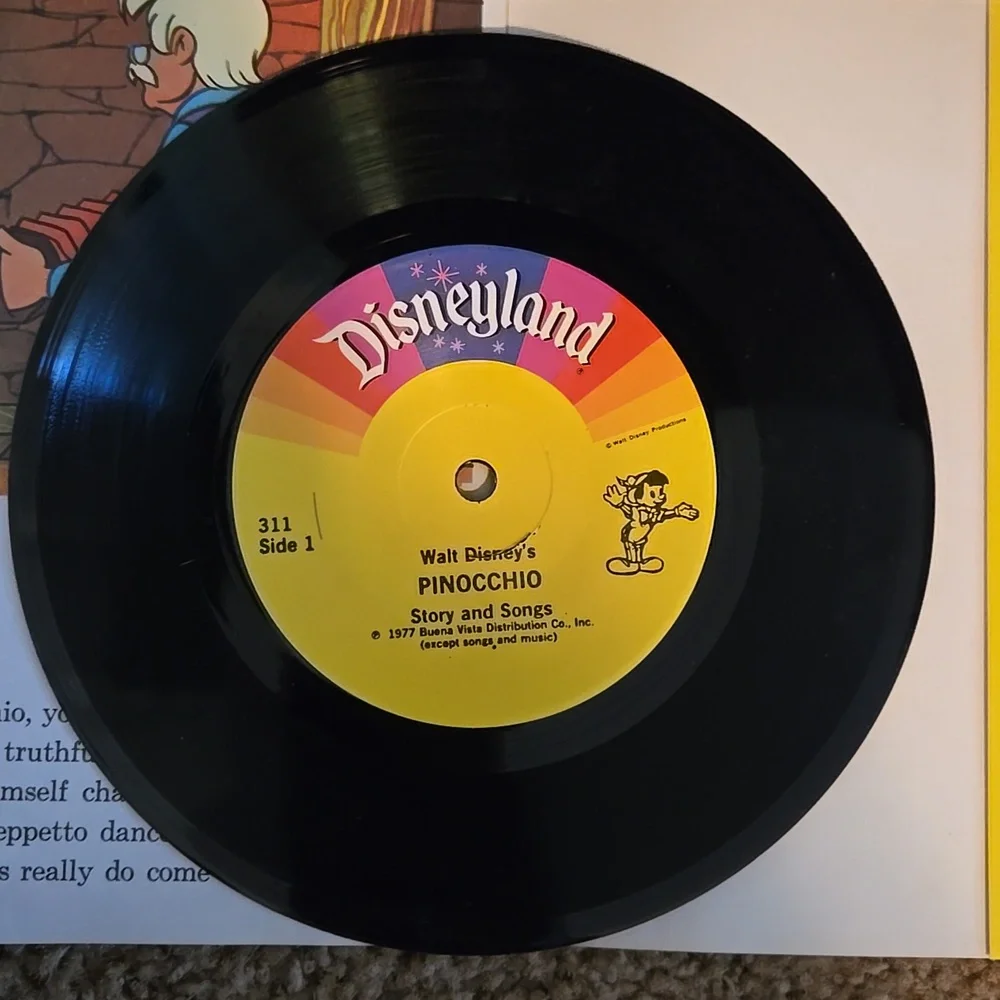 Disneyland
®
© Walt Disney Productions
311
Side 1
Walt Disney's
PINOCCHIO
Story and Songs
℗ 1977 Buena Vista Distribution Co., Inc.
(except songs and music)
io, yo
truthfu
mself cha
eppetto danc
s really do come